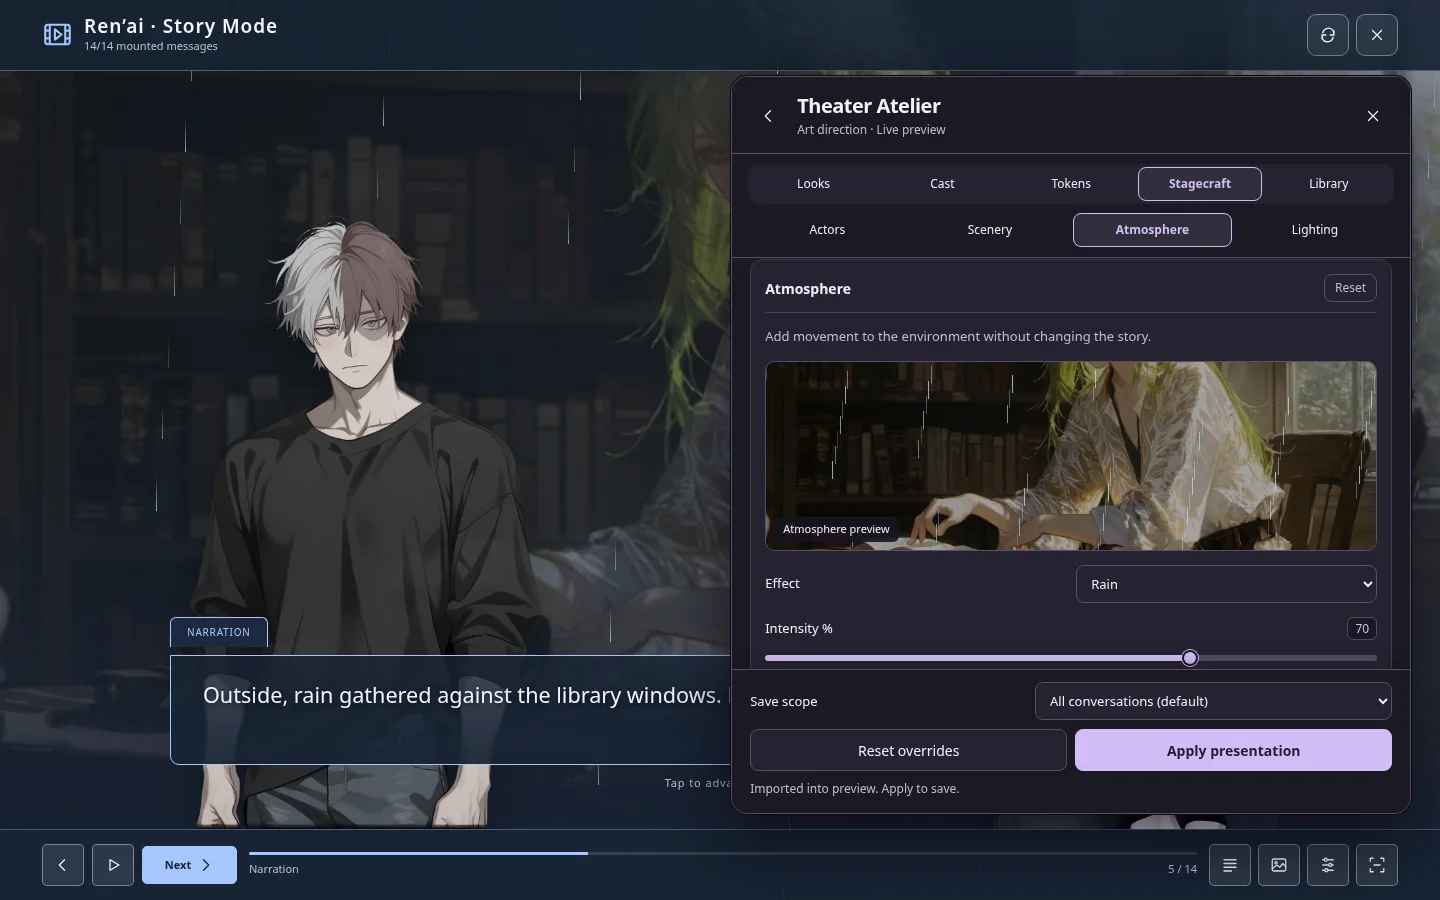 Ren'ai · Story Mode
14/14 mounted messages
Theater Atelier
Art direction · Live preview
Looks
Cast
Tokens
Stagecraft
Library
Actors
Scenery
Atmosphere
Lighting
Atmosphere
Reset
Add movement to the environment without changing the story.
Atmosphere preview
Effect
Rain
Intensity %
70
Save scope
All conversations (default)
Reset overrides
Apply presentation
Imported into preview. Apply to save.
NARRATION
Outside, rain gathered against the library windows.
Tap to adva
Next
Narration
5 / 14